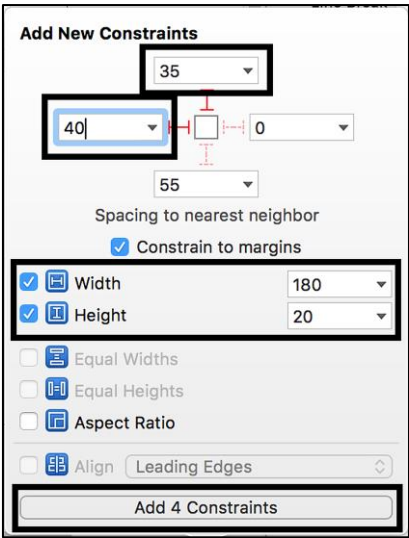 Add New Constraints
35
40
0
55
Spacing to nearest neighbor
Constrain to margins
Width 180
Height 20
Equal Widths
Equal Heights
Aspect Ratio
Align Leading Edges
Add 4 Constraints